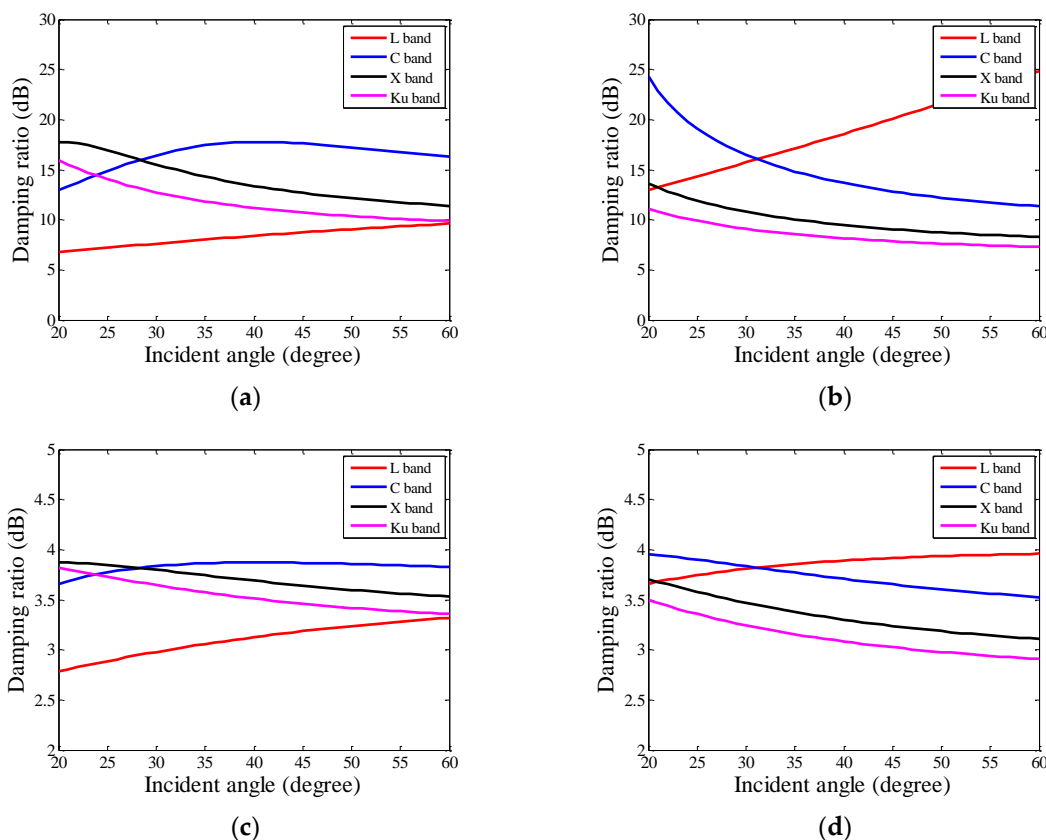 30
25
20
15
10
5
0
Damping ratio (dB)
L band
C band
X band
Ku band
20 25 30 35 40 45 50 55 60
Incident angle (degree)
(a)
30
25
20
15
10
5
0
Damping ratio (dB)
L band
C band
X band
Ku band
20 25 30 35 40 45 50 55 60
Incident angle (degree)
(b)
5
4.5
4
3.5
3
2.5
2
Damping ratio (dB)
L band
C band
X band
Ku band
20 25 30 35 40 45 50 55 60
Incident angle (degree)
(c)
5
4.5
4
3.5
3
2.5
2
Damping ratio (dB)
L band
C band
X band
Ku band
20 25 30 35 40 45 50 55 60
Incident angle (degree)
(d)